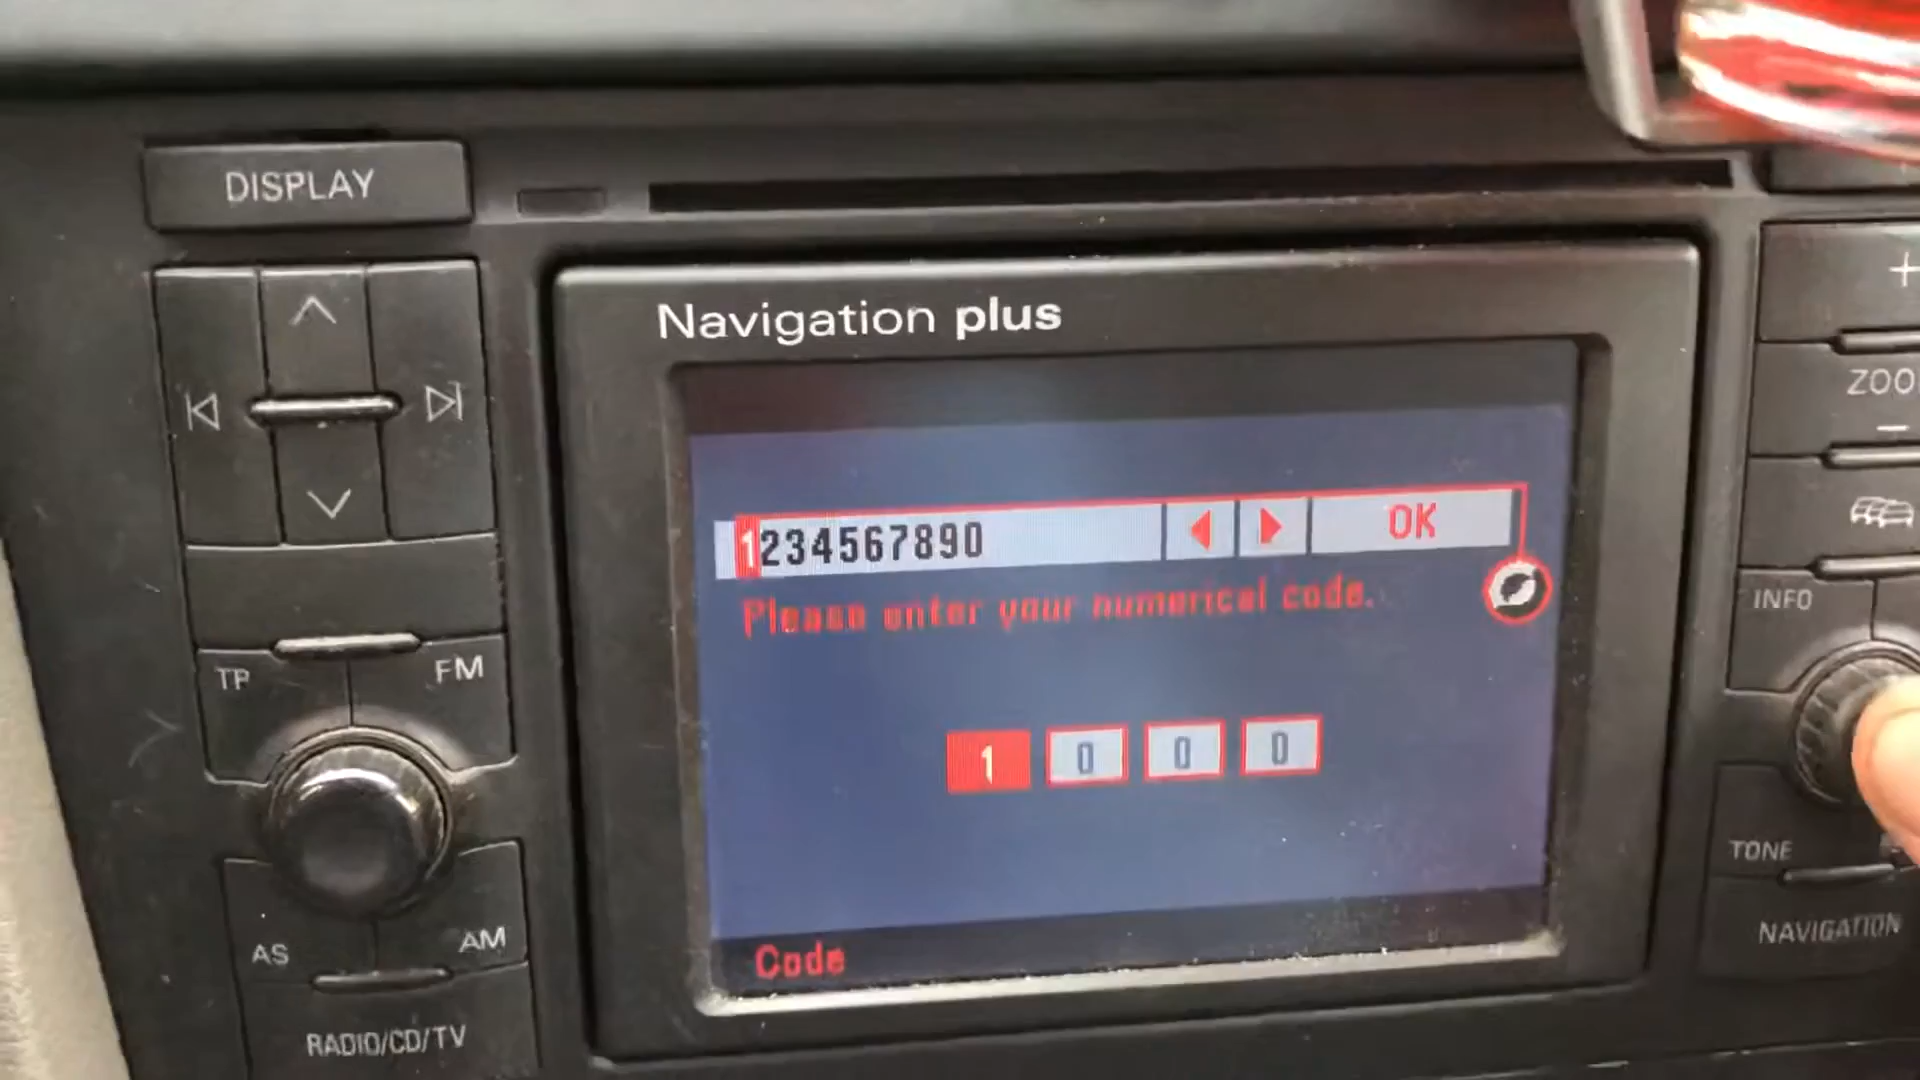 DISPLAY
Navigation plus
+
ZOO
−
1234567890
OK
Please enter your numerical code.
INFO
TP
FM
1 0 0 0
TONE
AS
AM
NAVIGATION
Code
RADIO/CD/TV